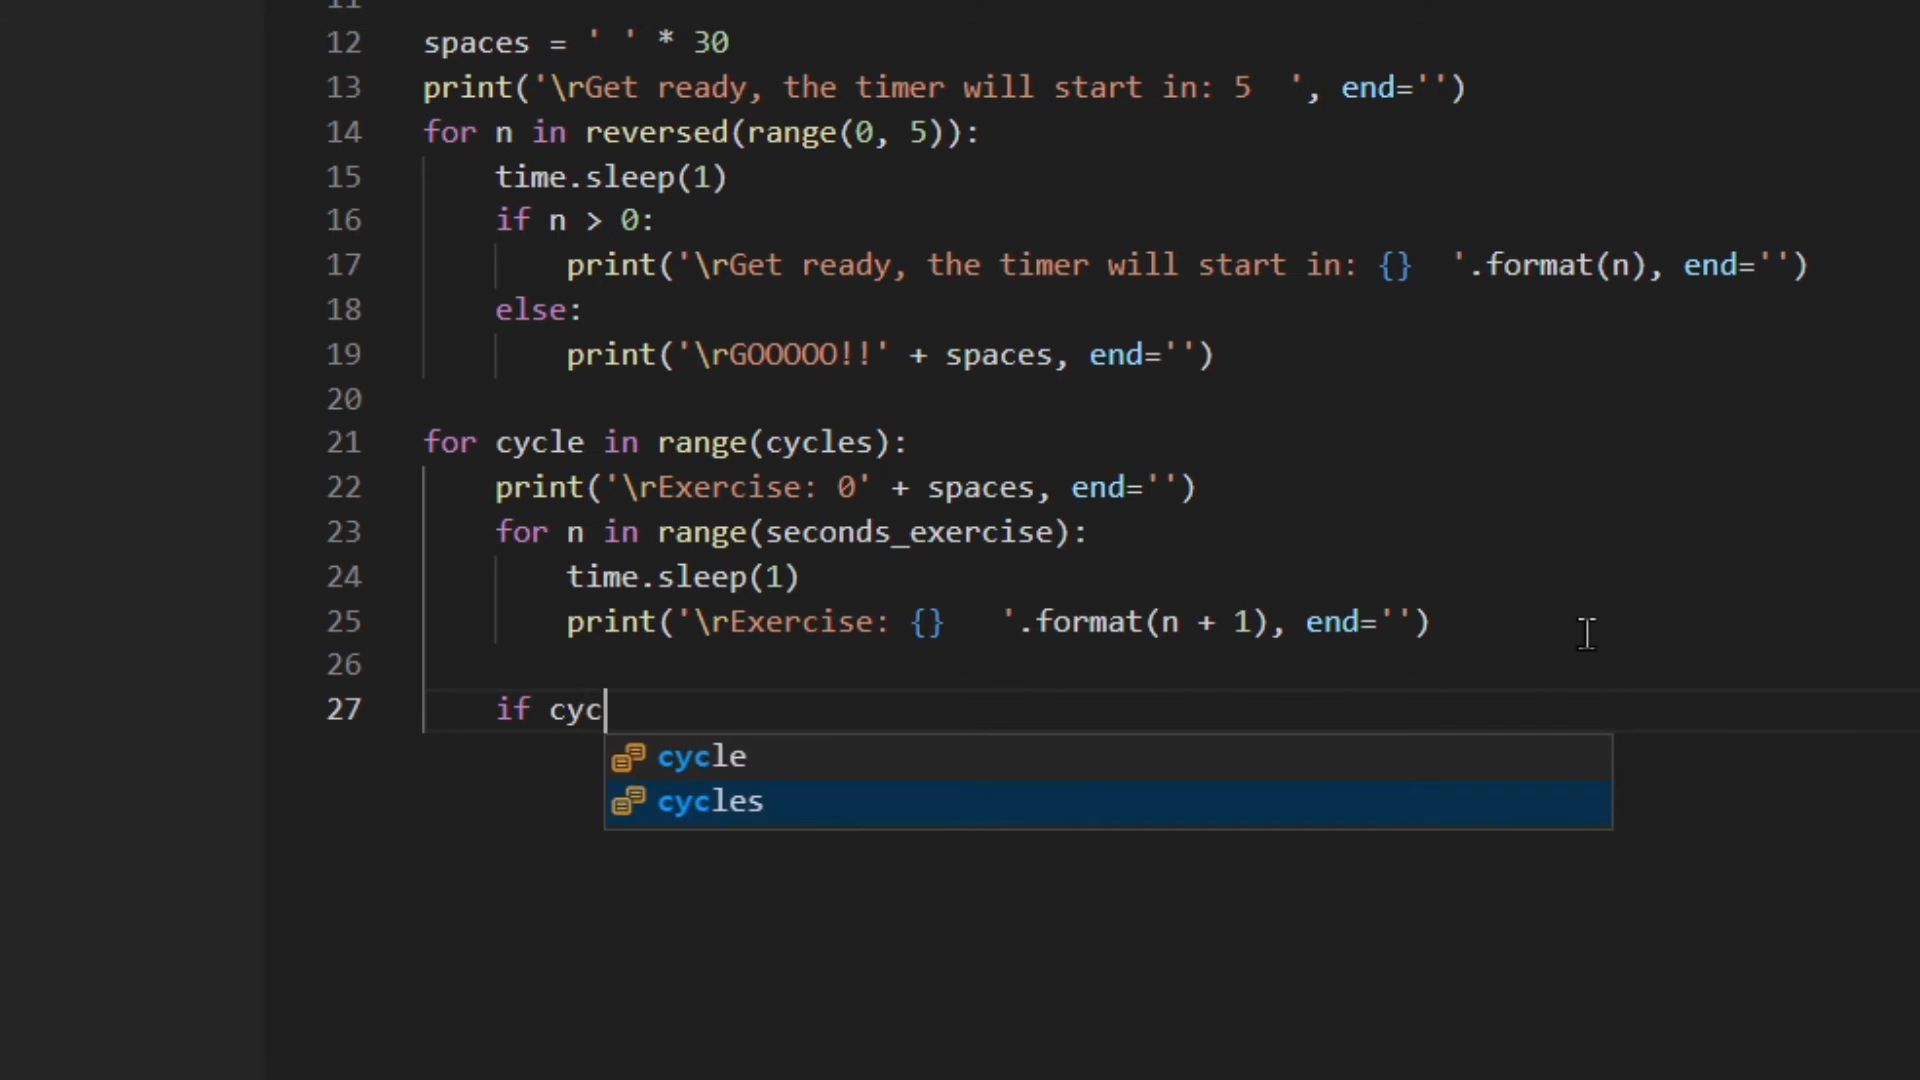 11
12 spaces = ' ' * 30
13 print('\rGet ready, the timer will start in: 5  ', end='')
14 for n in reversed(range(0, 5)):
15     time.sleep(1)
16     if n > 0:
17         print('\rGet ready, the timer will start in: {}  '.format(n), end='')
18     else:
19         print('\rGOOOOO!!' + spaces, end='')
20
21 for cycle in range(cycles):
22     print('\rExercise: 0' + spaces, end='')
23     for n in range(seconds_exercise):
24         time.sleep(1)
25         print('\rExercise: {}   '.format(n + 1), end='')
26
27     if cyc
cycle
cycles